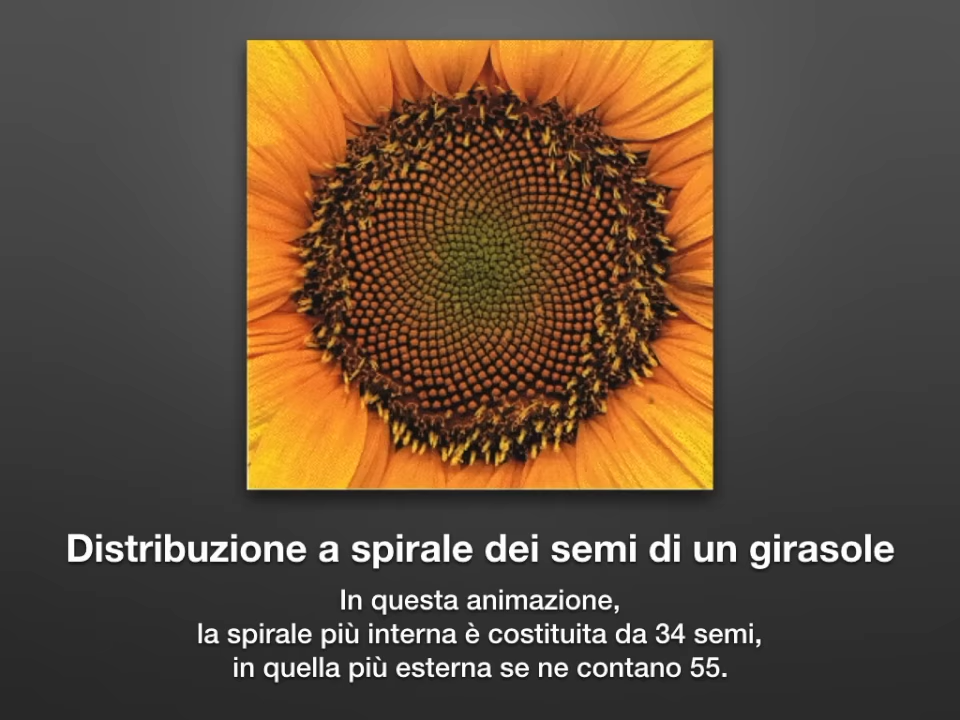 Distribuzione a spirale dei semi di un girasole
In questa animazione,
la spirale più interna è costituita da 34 semi,
in quella più esterna se ne contano 55.